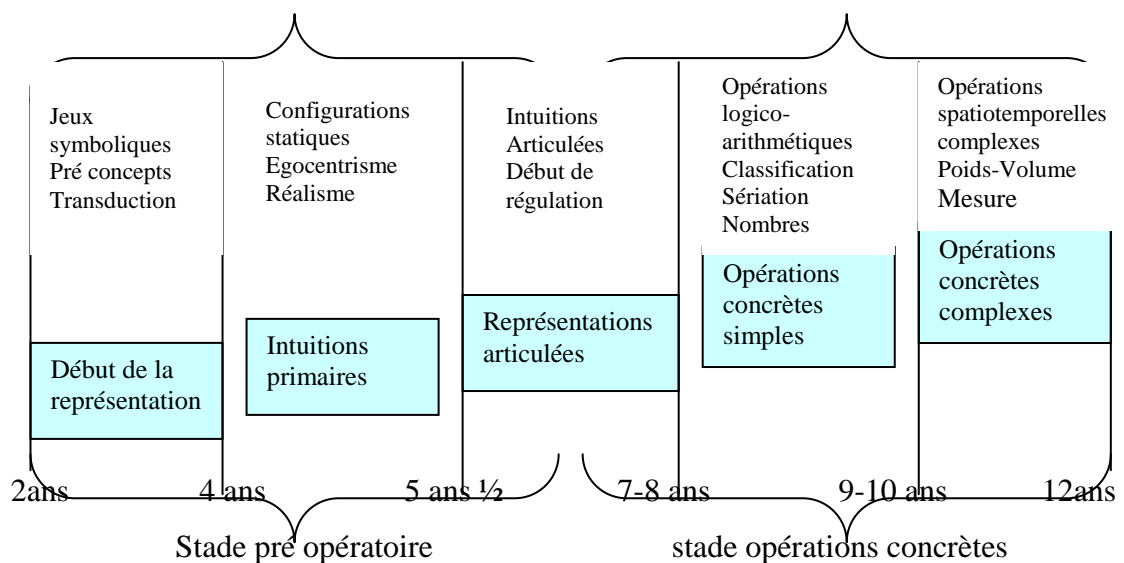 Jeux
symboliques
Pré concepts
Transduction
Configurations
statiques
Egocentrisme
Réalisme
Intuitions
Articulées
Début de
régulation
Opérations
logico-
arithmétiques
Classification
Sériation
Nombres
Opérations
spatiotemporelles
complexes
Poids-Volume
Mesure
Début de la
représentation
Intuitions
primaires
Représentations
articulées
Opérations
concrètes
simples
Opérations
concrètes
complexes
2ans 4 ans 5 ans ½ 7-8 ans 9-10 ans 12ans
Stade pré opératoire stade opérations concrètes